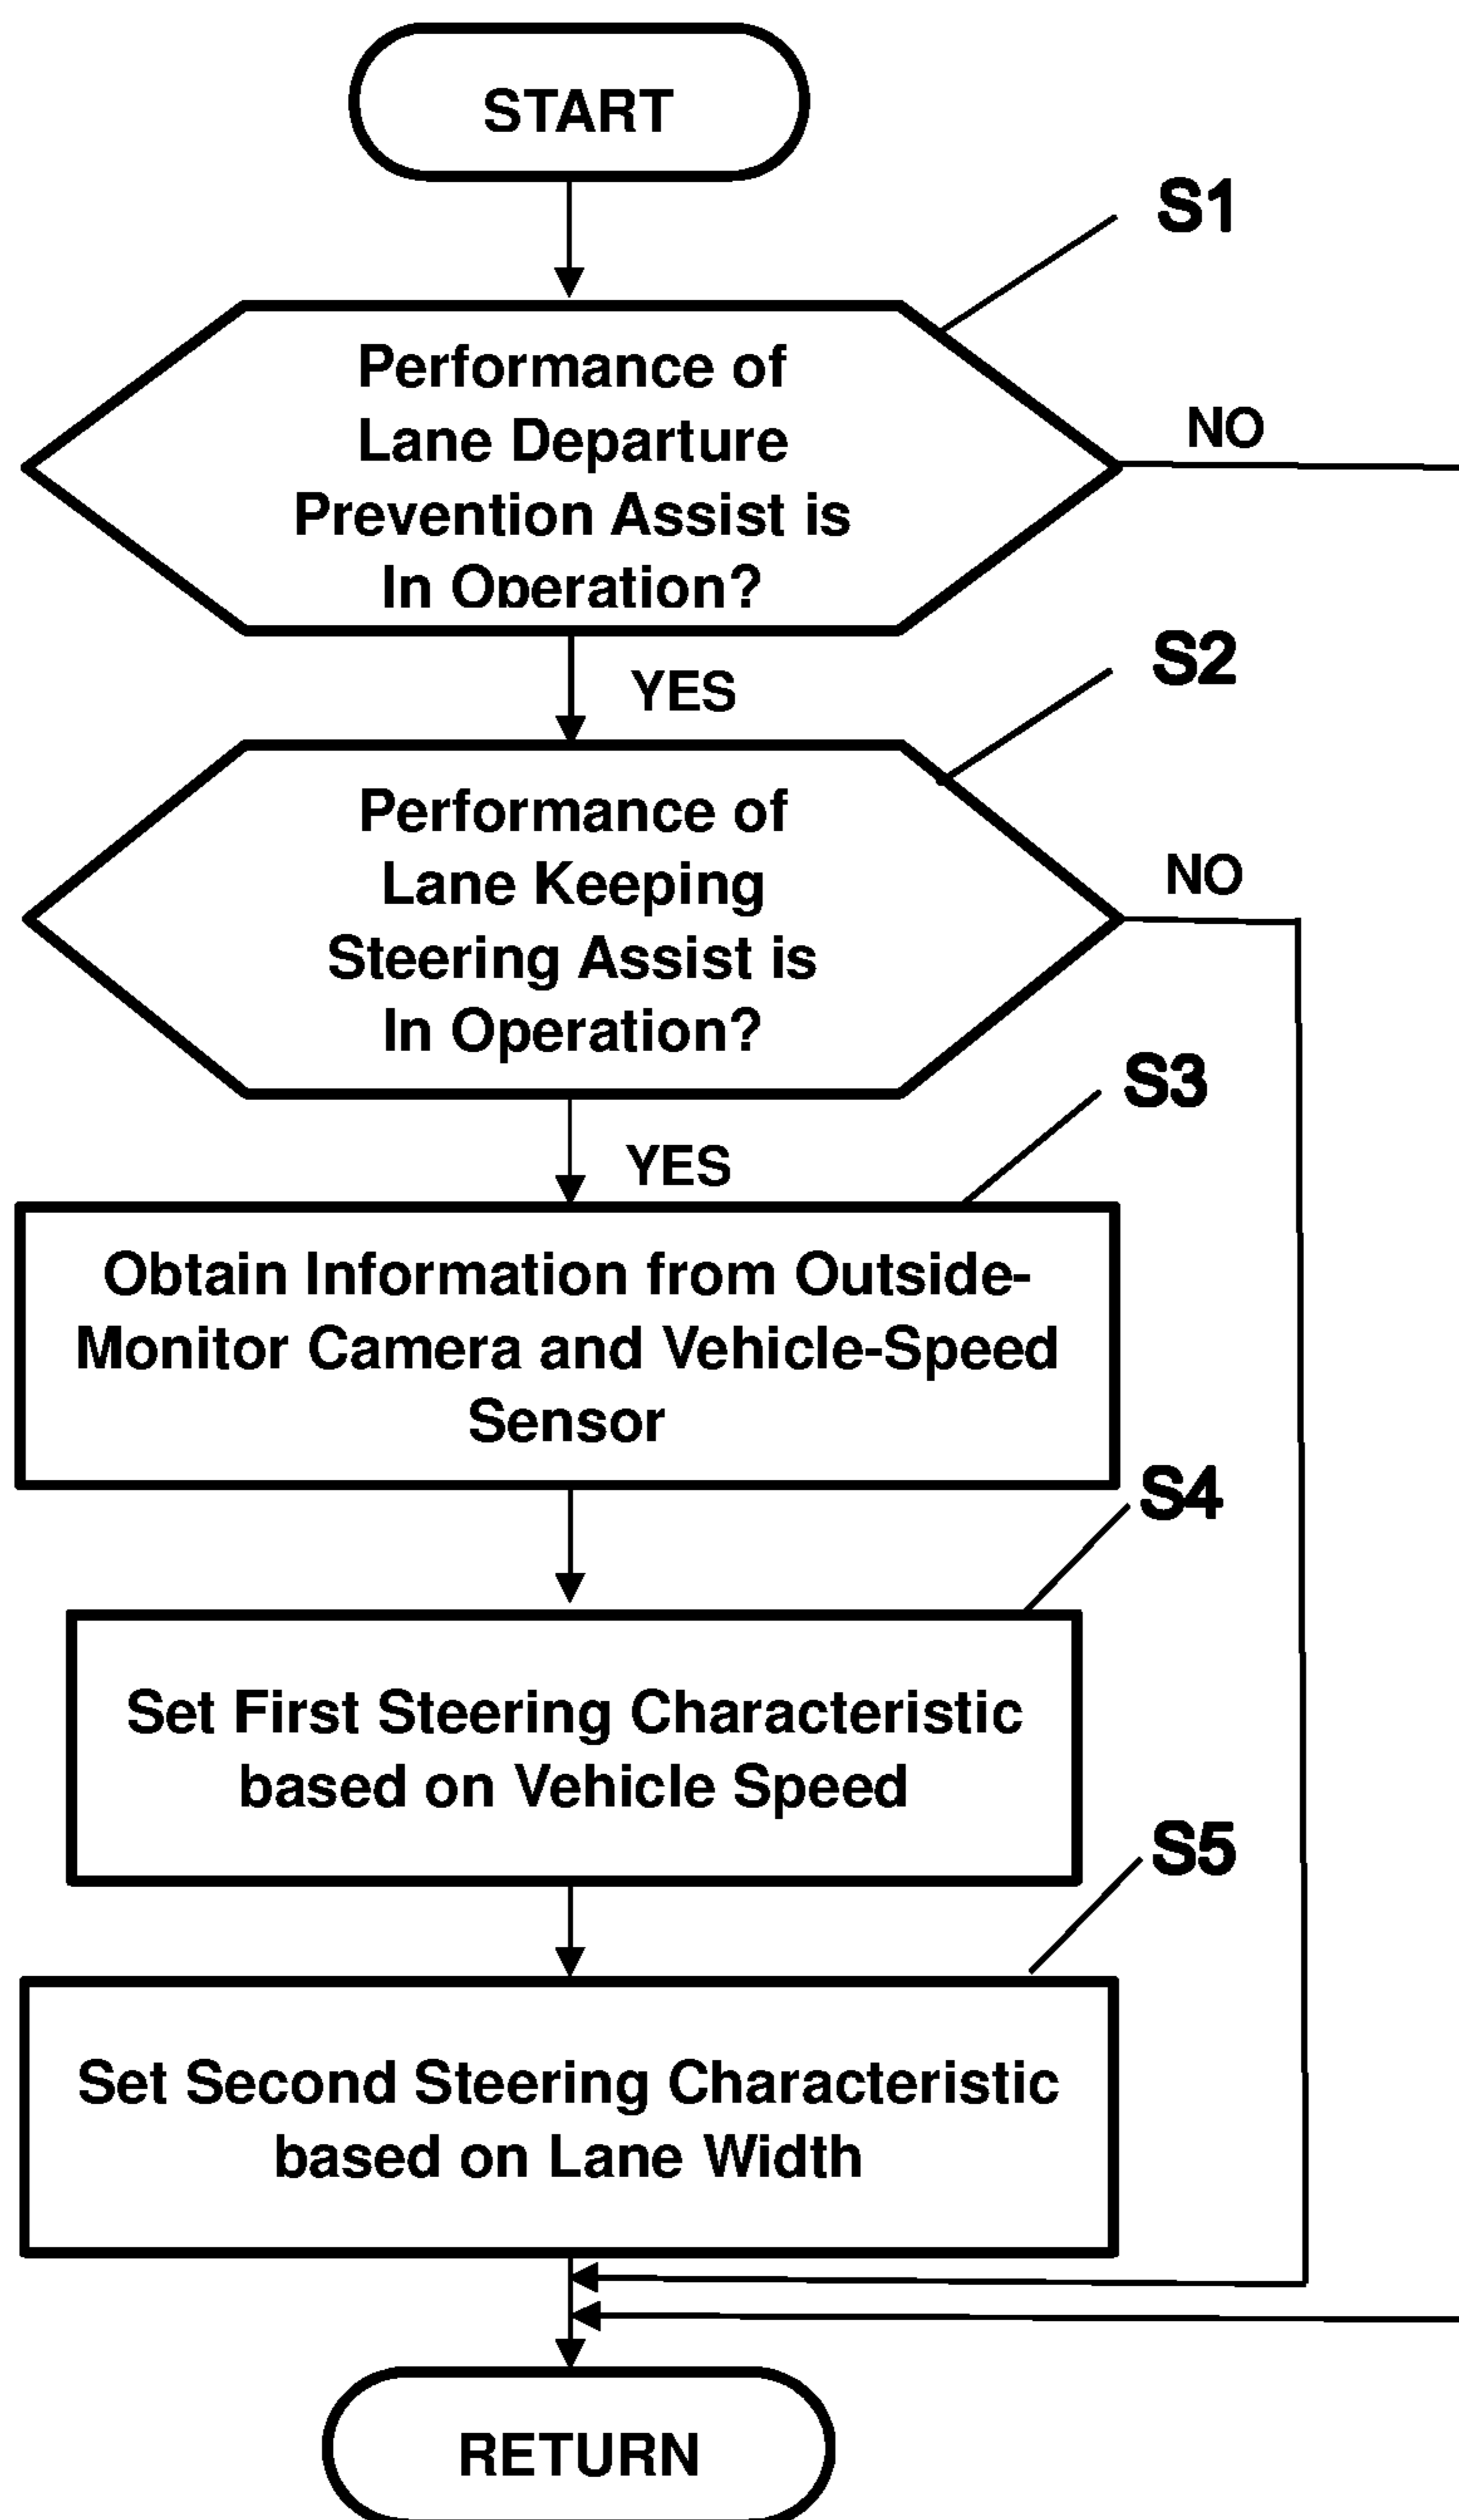 START
S1
Performance of
Lane Departure
Prevention Assist is
In Operation?
NO
YES
S2
Performance of
Lane Keeping
Steering Assist is
In Operation?
NO
YES
S3
Obtain Information from Outside-
Monitor Camera and Vehicle-Speed
Sensor
S4
Set First Steering Characteristic
based on Vehicle Speed
S5
Set Second Steering Characteristic
based on Lane Width
RETURN